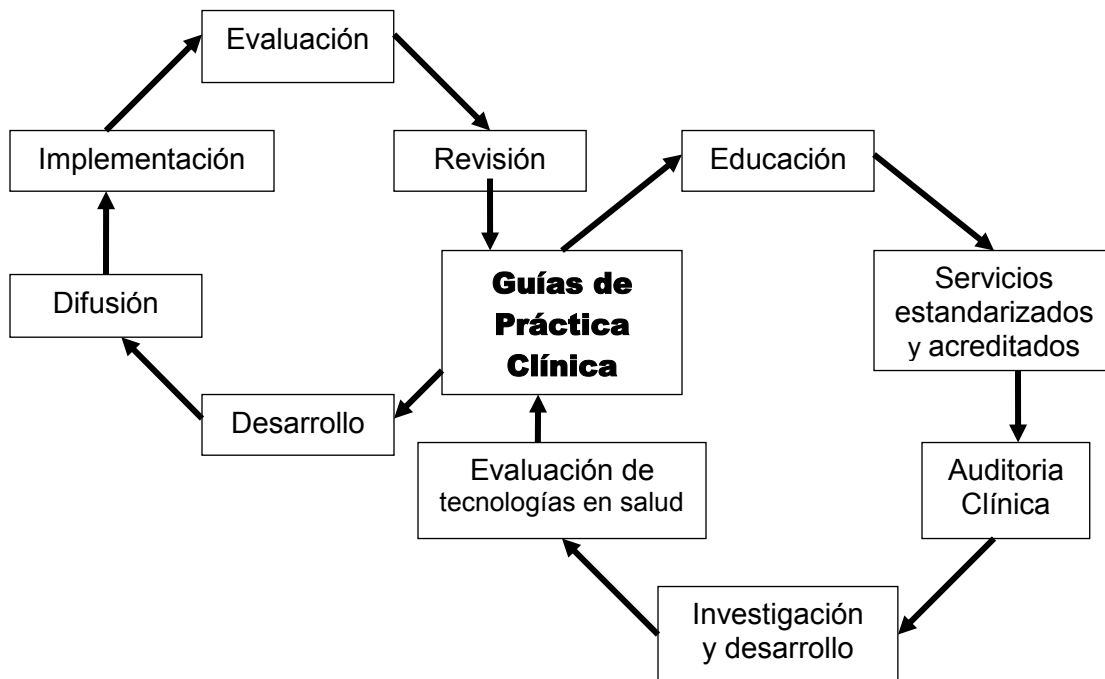 Evaluación
Implementación
Revisión
Educación
Guías de
Práctica
Clínica
Difusión
Servicios
estandarizados
y acreditados
Desarrollo
Evaluación de
tecnologías en salud
Auditoria
Clínica
Investigación
y desarrollo